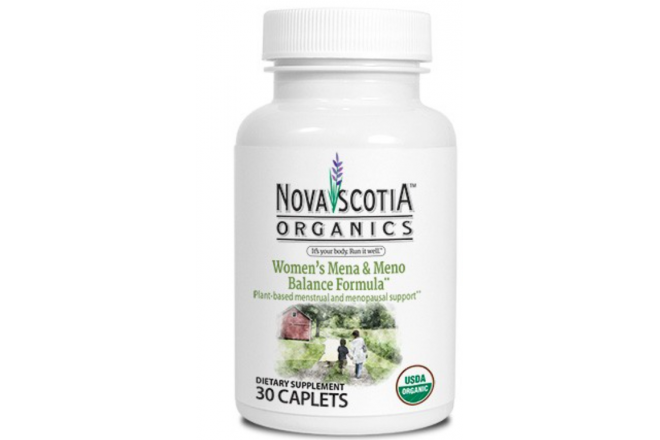 NOVA SCOTIA™
ORGANICS
It's your body. Run it well.™
Women's Mena & Meno
Balance Formula**
Plant-based menstrual and menopausal support**
DIETARY SUPPLEMENT
30 CAPLETS
USDA
ORGANIC